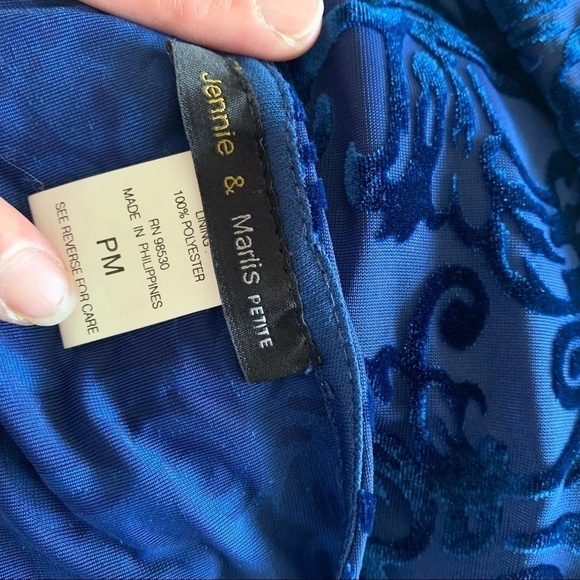 Jennie & Marlis PETITE
LINING:
100% POLYESTER
RN 98530
MADE IN PHILIPPINES
PM
SEE REVERSE FOR CARE